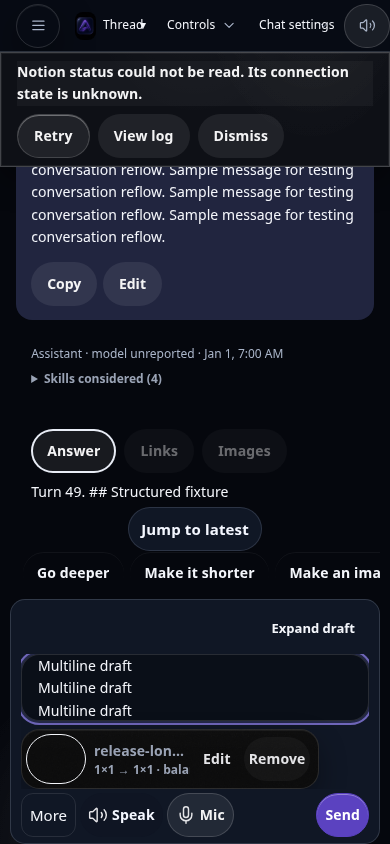 Thread
Controls
Chat settings
Notion status could not be read. Its connection
state is unknown.
Retry
View log
Dismiss
conversation reflow. Sample message for testing
conversation reflow. Sample message for testing
conversation reflow. Sample message for testing
conversation reflow.
Copy
Edit
Assistant · model unreported · Jan 1, 7:00 AM
Skills considered (4)
Answer
Links
Images
Turn 49. ## Structured fixture
Jump to latest
Go deeper
Make it shorter
Make an ima
Expand draft
Multiline draft
Multiline draft
Multiline draft
release-lon...
1×1 → 1×1 · bala
Edit
Remove
More
Speak
Mic
Send